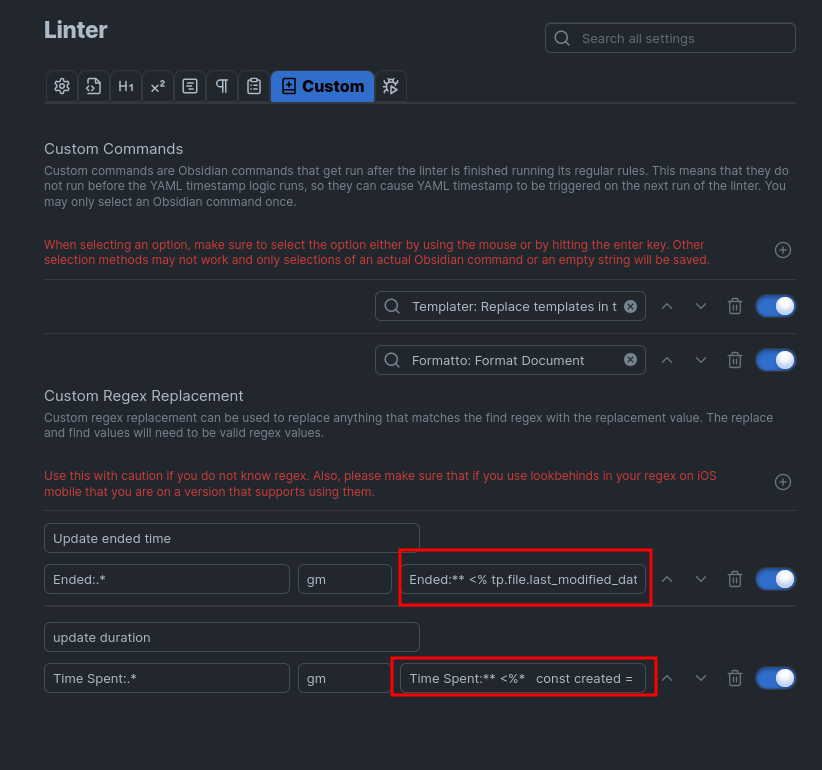 Linter
Search all settings
H1
x²
Custom
Custom Commands
Custom commands are Obsidian commands that get run after the linter is finished running its regular rules. This means that they do
not run before the YAML timestamp logic runs, so they can cause YAML timestamp to be triggered on the next run of the linter. You
may only select an Obsidian command once.
When selecting an option, make sure to select the option either by using the mouse or by hitting the enter key. Other
selection methods may not work and only selections of an actual Obsidian command or an empty string will be saved.
Templater: Replace templates in t
Formatto: Format Document
Custom Regex Replacement
Custom regex replacement can be used to replace anything that matches the find regex with the replacement value. The replace
and find values will need to be valid regex values.
Use this with caution if you do not know regex. Also, please make sure that if you use lookbehinds in your regex on iOS
mobile that you are on a version that supports using them.
Update ended time
Ended:.*
gm
Ended:** <% tp.file.last_modified_dat
update duration
Time Spent:.*
gm
Time Spent:** <%*   const created =